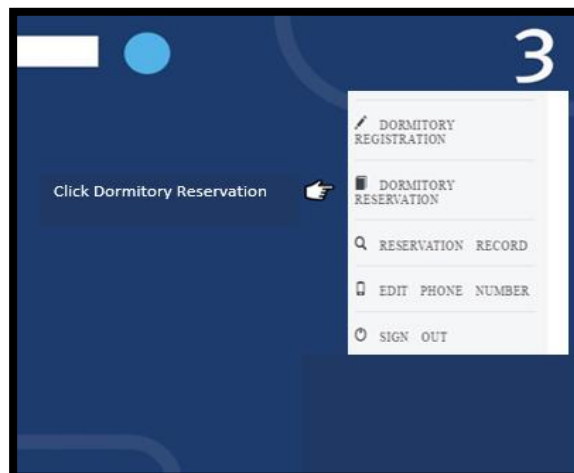 3
DORMITORY
REGISTRATION
Click Dormitory Reservation
DORMITORY
RESERVATION
RESERVATION RECORD
EDIT PHONE NUMBER
SIGN OUT